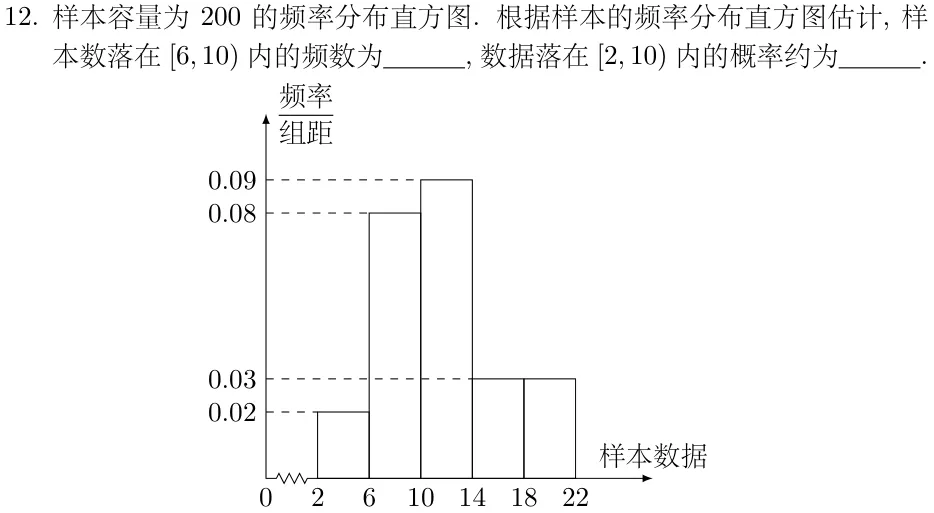 12. 样本容量为 200 的频率分布直方图. 根据样本的频率分布直方图估计, 样
本数落在 [6, 10) 内的频数为______, 数据落在 [2, 10) 内的概率约为______.
频率
组距
0.09
0.08
0.03
0.02
样本数据
0 2 6 10 14 18 22